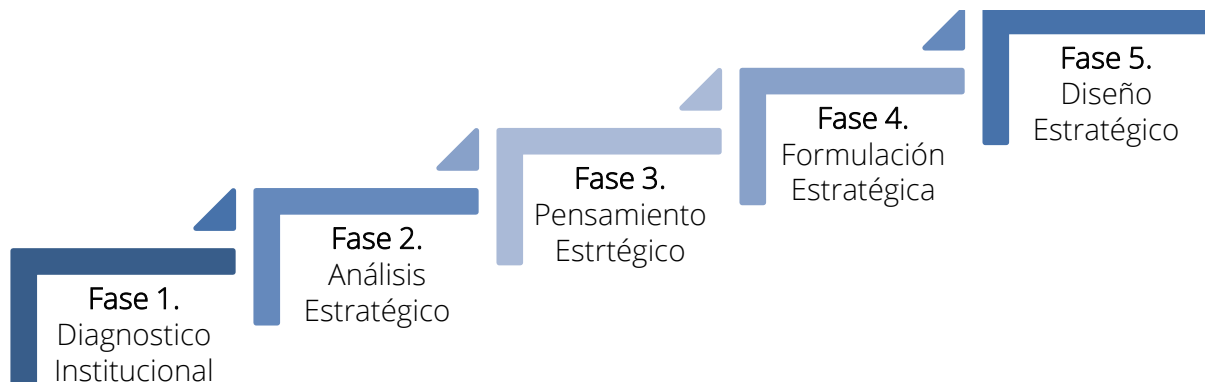 Fase 1.
Diagnostico
Institucional
Fase 2.
Análisis
Estratégico
Fase 3.
Pensamiento
Estrtégico
Fase 4.
Formulación
Estratégica
Fase 5.
Diseño
Estratégico